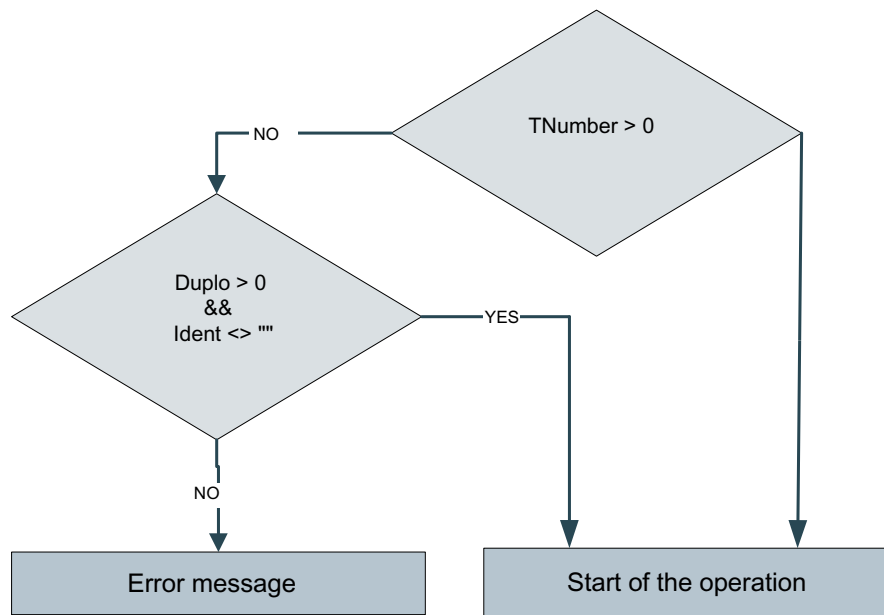 TNumber > 0
NO
Duplo > 0
&&
Ident <> ""
YES
NO
Error message
Start of the operation